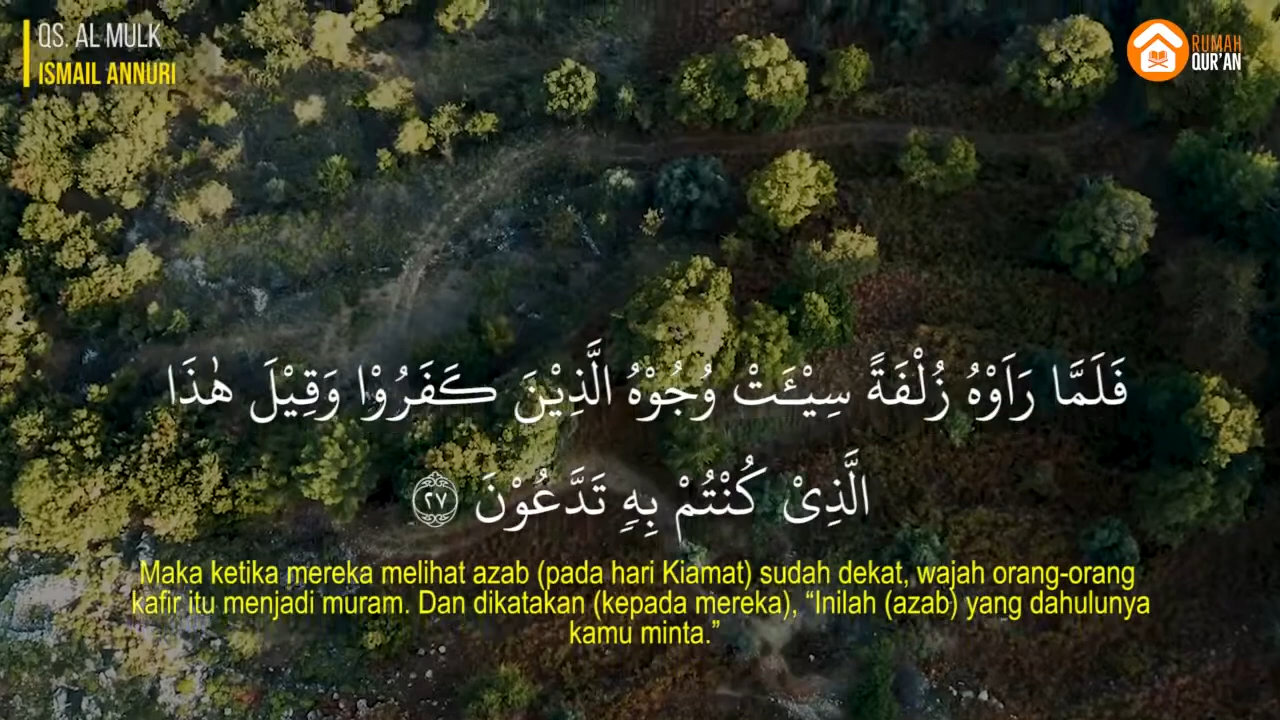 QS. AL MULK
ISMAIL ANNURI
RUMAH
QUR'AN
فَلَمَّا رَاَوْهُ زُلْفَةً سِيْـَٔتْ وُجُوْهُ الَّذِيْنَ كَفَرُوْا وَقِيْلَ هٰذَا
الَّذِيْ كُنْتُمْ بِهٖ تَدَّعُوْنَ ٢٧
Maka ketika mereka melihat azab (pada hari Kiamat) sudah dekat, wajah orang-orang
kafir itu menjadi muram. Dan dikatakan (kepada mereka), “Inilah (azab) yang dahulunya
kamu minta.”